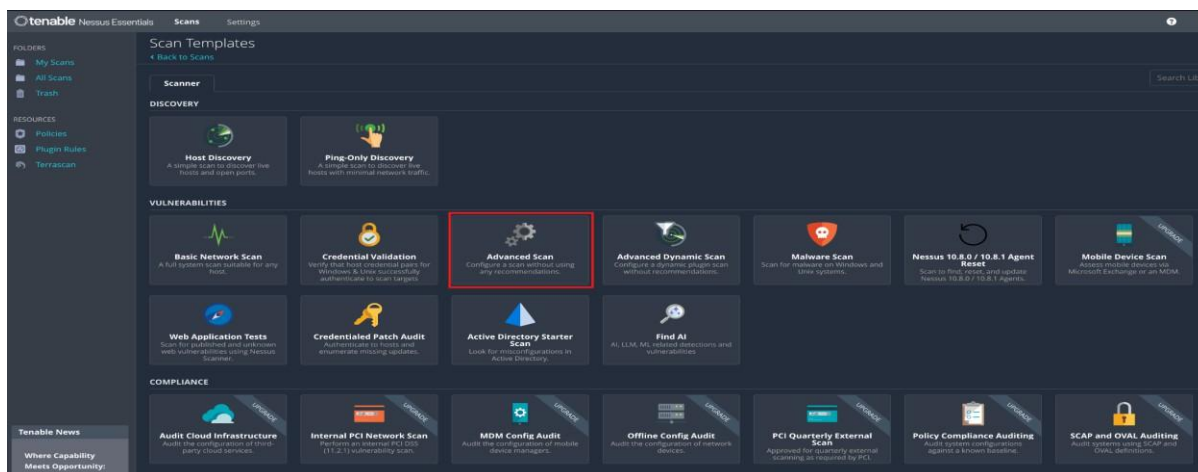 tenable Nessus Essentials Scans Settings
FOLDERS
My Scans
All Scans
Trash
RESOURCES
Policies
Plugin Rules
Terrascan
Tenable News
Where Capability
Meets Opportunity:
Scan Templates
Back to Scans
Scanner
Search Lib
DISCOVERY
Host Discovery
A simple scan to discover live
hosts and open ports.
Ping-Only Discovery
A simple scan to discover live
hosts with minimal network traffic.
VULNERABILITIES
Basic Network Scan
A full system scan suitable for any
host.
Credential Validation
Verify that host credential pairs for
Windows & Unix successfully
authenticate to scan targets
Advanced Scan
Configure a scan without using
any recommendations.
Advanced Dynamic Scan
Configure a dynamic plugin scan
without recommendations.
Malware Scan
Scan for malware on Windows and
Unix systems.
Nessus 10.8.0 / 10.8.1 Agent
Reset
Scan to find, reset, and update
Nessus 10.8.0 / 10.8.1 Agents.
UPGRADE
Mobile Device Scan
Assess mobile devices via
Microsoft Exchange or an MDM.
Web Application Tests
Scan for published and unknown
web vulnerabilities using Nessus
Scanner.
Credentialed Patch Audit
Authenticate to hosts and
enumerate missing updates.
Active Directory Starter
Scan
Look for misconfigurations in
Active Directory.
Find AI
AI, LLM, ML related detections and
vulnerabilities
COMPLIANCE
UPGRADE
Audit Cloud Infrastructure
Audit the configuration of third-
party cloud services.
UPGRADE
Internal PCI Network Scan
Perform an internal PCI DSS
(11.2.1) vulnerability scan.
UPGRADE
MDM Config Audit
Audit the configuration of mobile
device managers.
UPGRADE
Offline Config Audit
Audit the configuration of network
devices.
UPGRADE
PCI Quarterly External
Scan
Approved for quarterly external
scanning as required by PCI.
UPGRADE
Policy Compliance Auditing
Audit system configurations
against a known baseline.
UPGRADE
SCAP and OVAL Auditing
Audit systems using SCAP and
OVAL definitions.